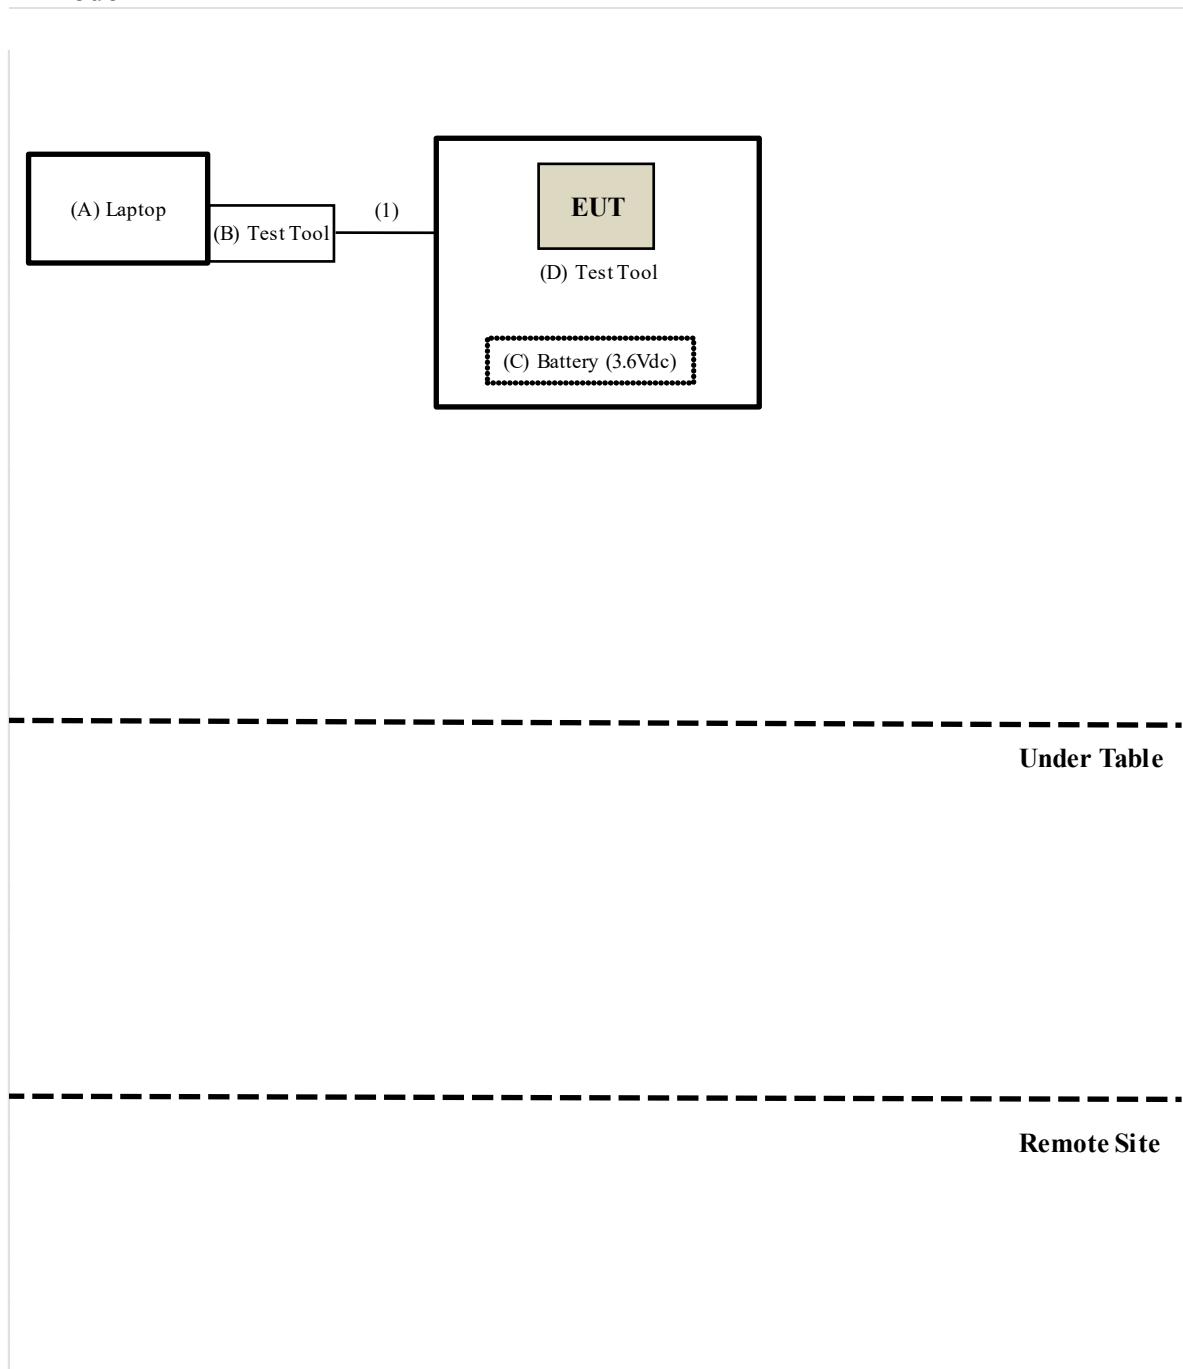 (A) Laptop
(B) Test Tool
(1)
EUT
(D) Test Tool
(C) Battery (3.6Vdc)
Under Table
Remote Site